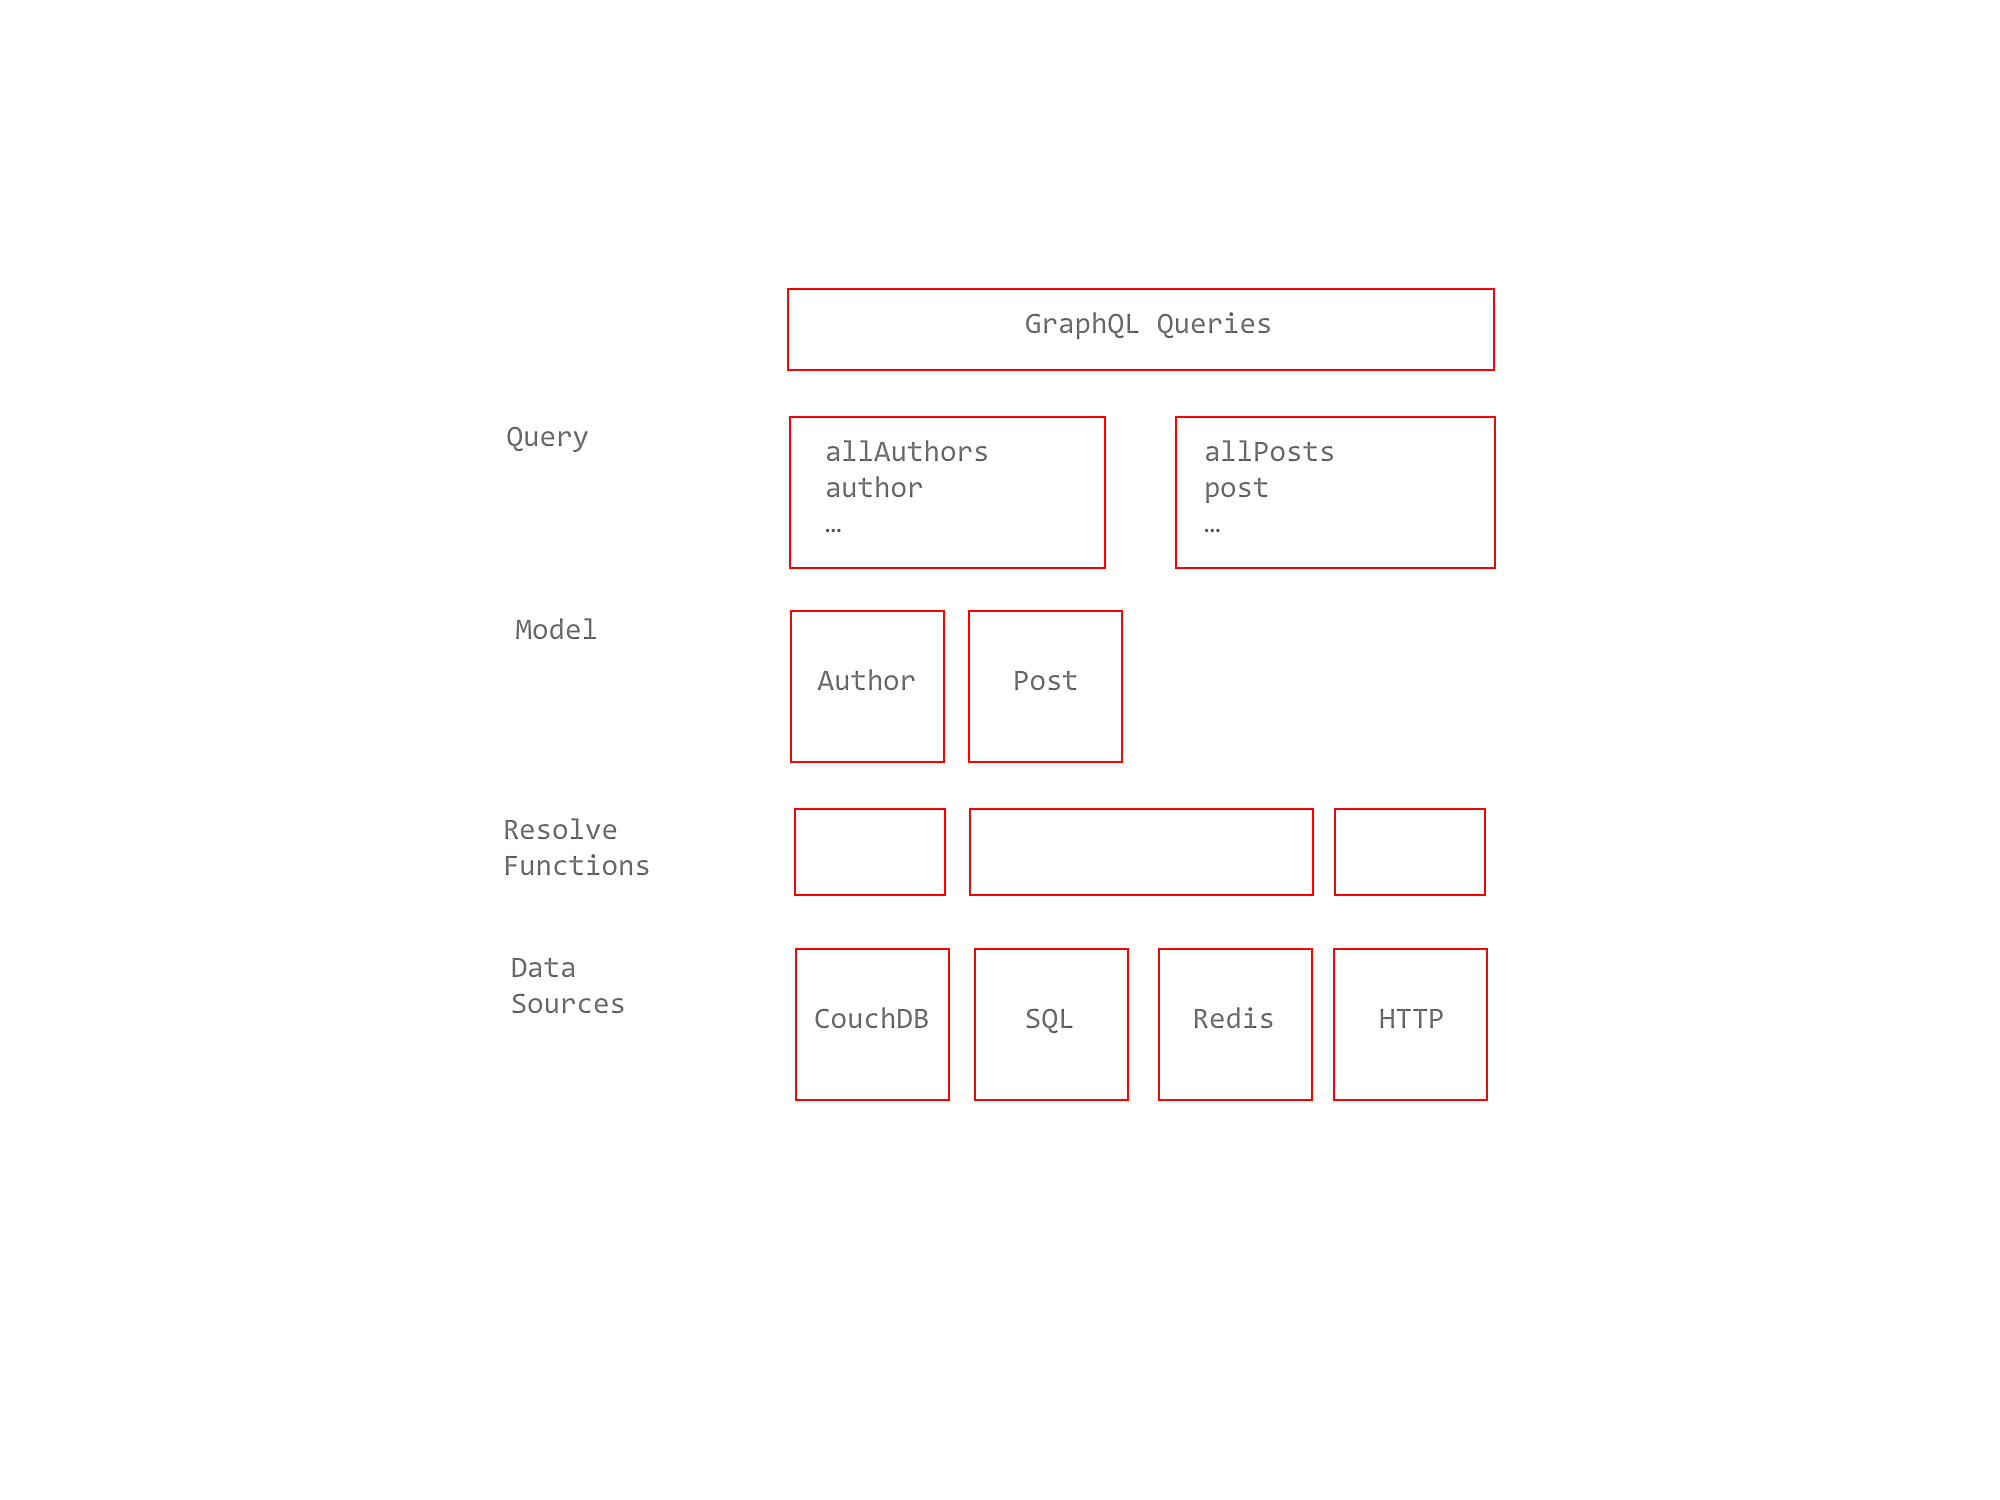 GraphQL Queries
Query
allAuthors
author
…
allPosts
post
…
Model
Author
Post
Resolve
Functions
Data
Sources
CouchDB
SQL
Redis
HTTP